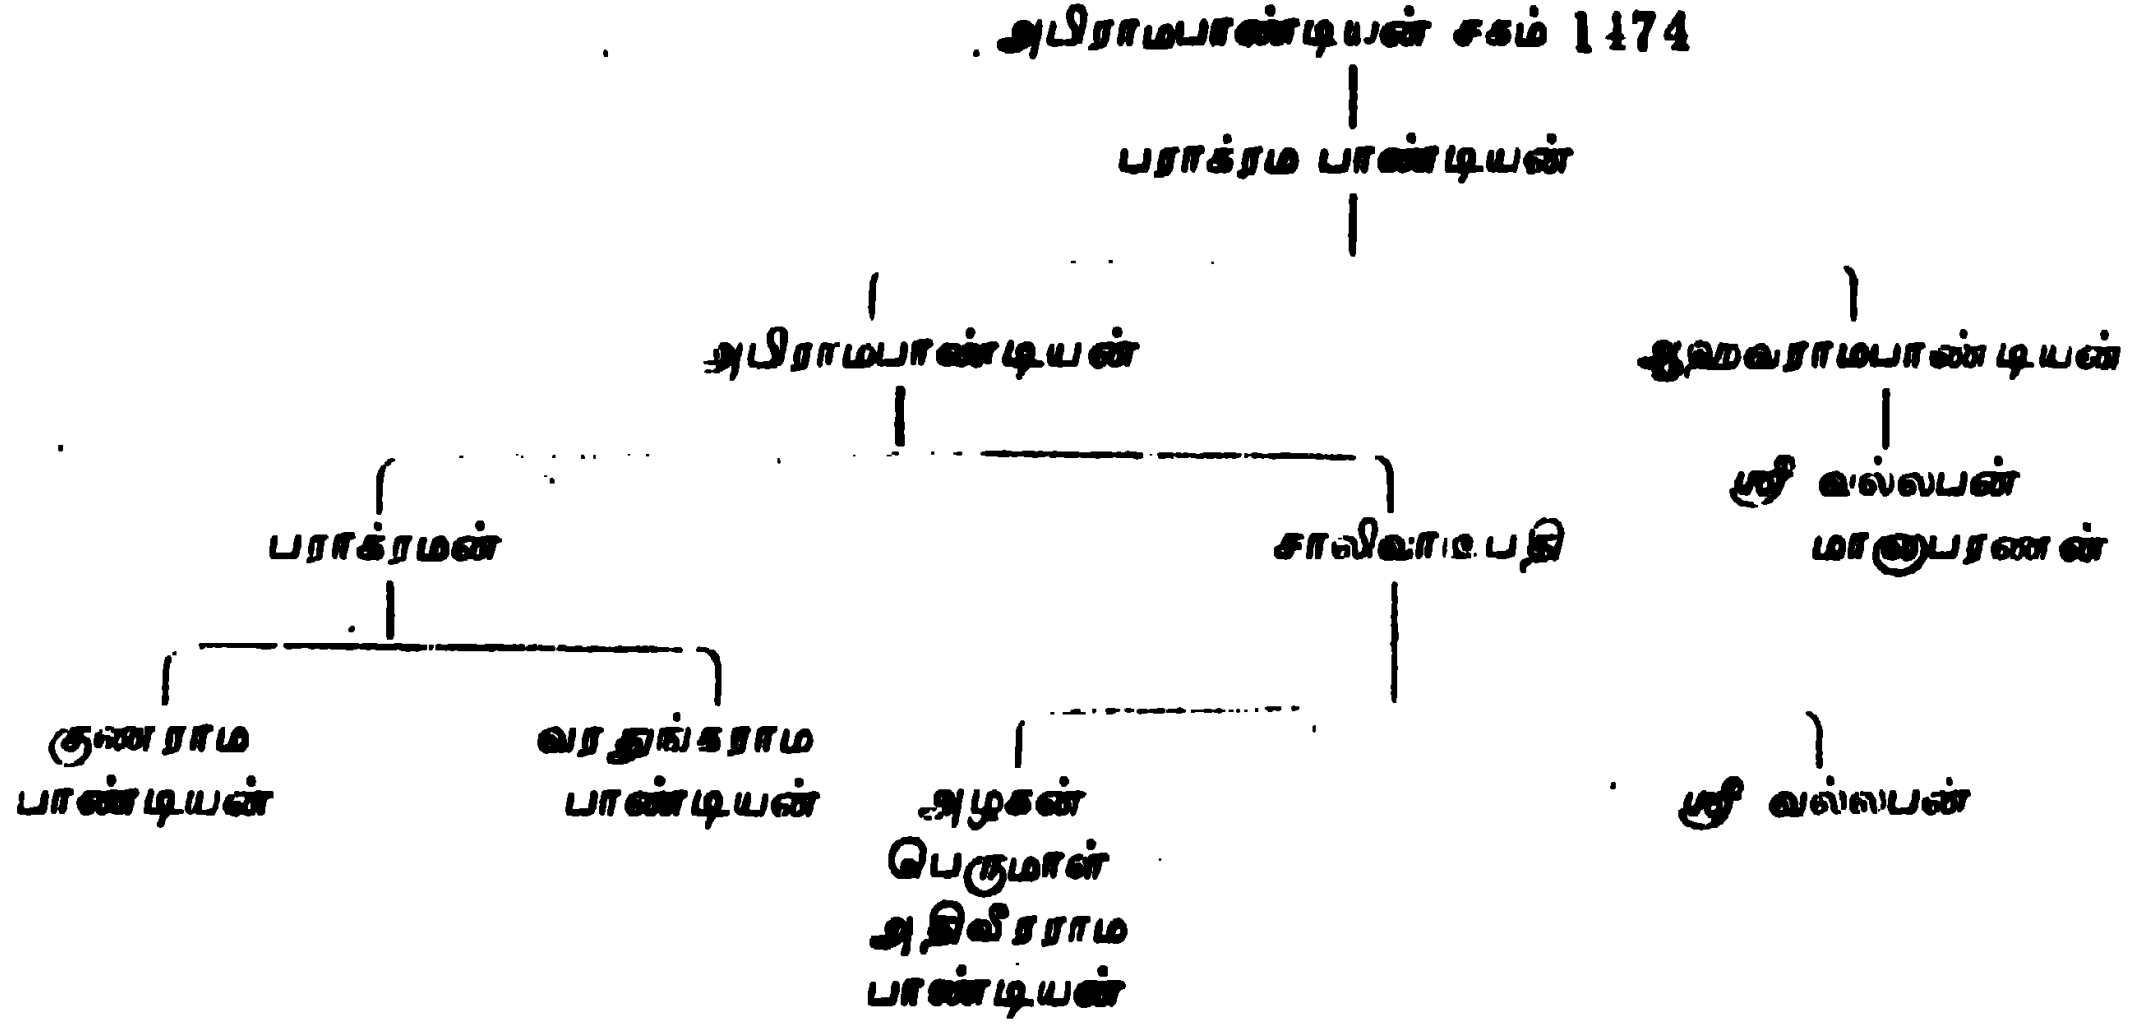 அபிராமபாண்டியன் சகம் 1474
பராக்ரம பாண்டியன்
அபிராமபாண்டியன்
ஆஹவராமபாண்டியன்
ஸ்ரீ வல்லபன்
மானாபரணன்
பராக்ரமன்
சாலிவாடீபதி
குணராம
பாண்டியன்
வரதுங்கராம
பாண்டியன்
அழகன்
பெருமாள்
அதிவீரராம
பாண்டியன்
ஸ்ரீ வல்லபன்